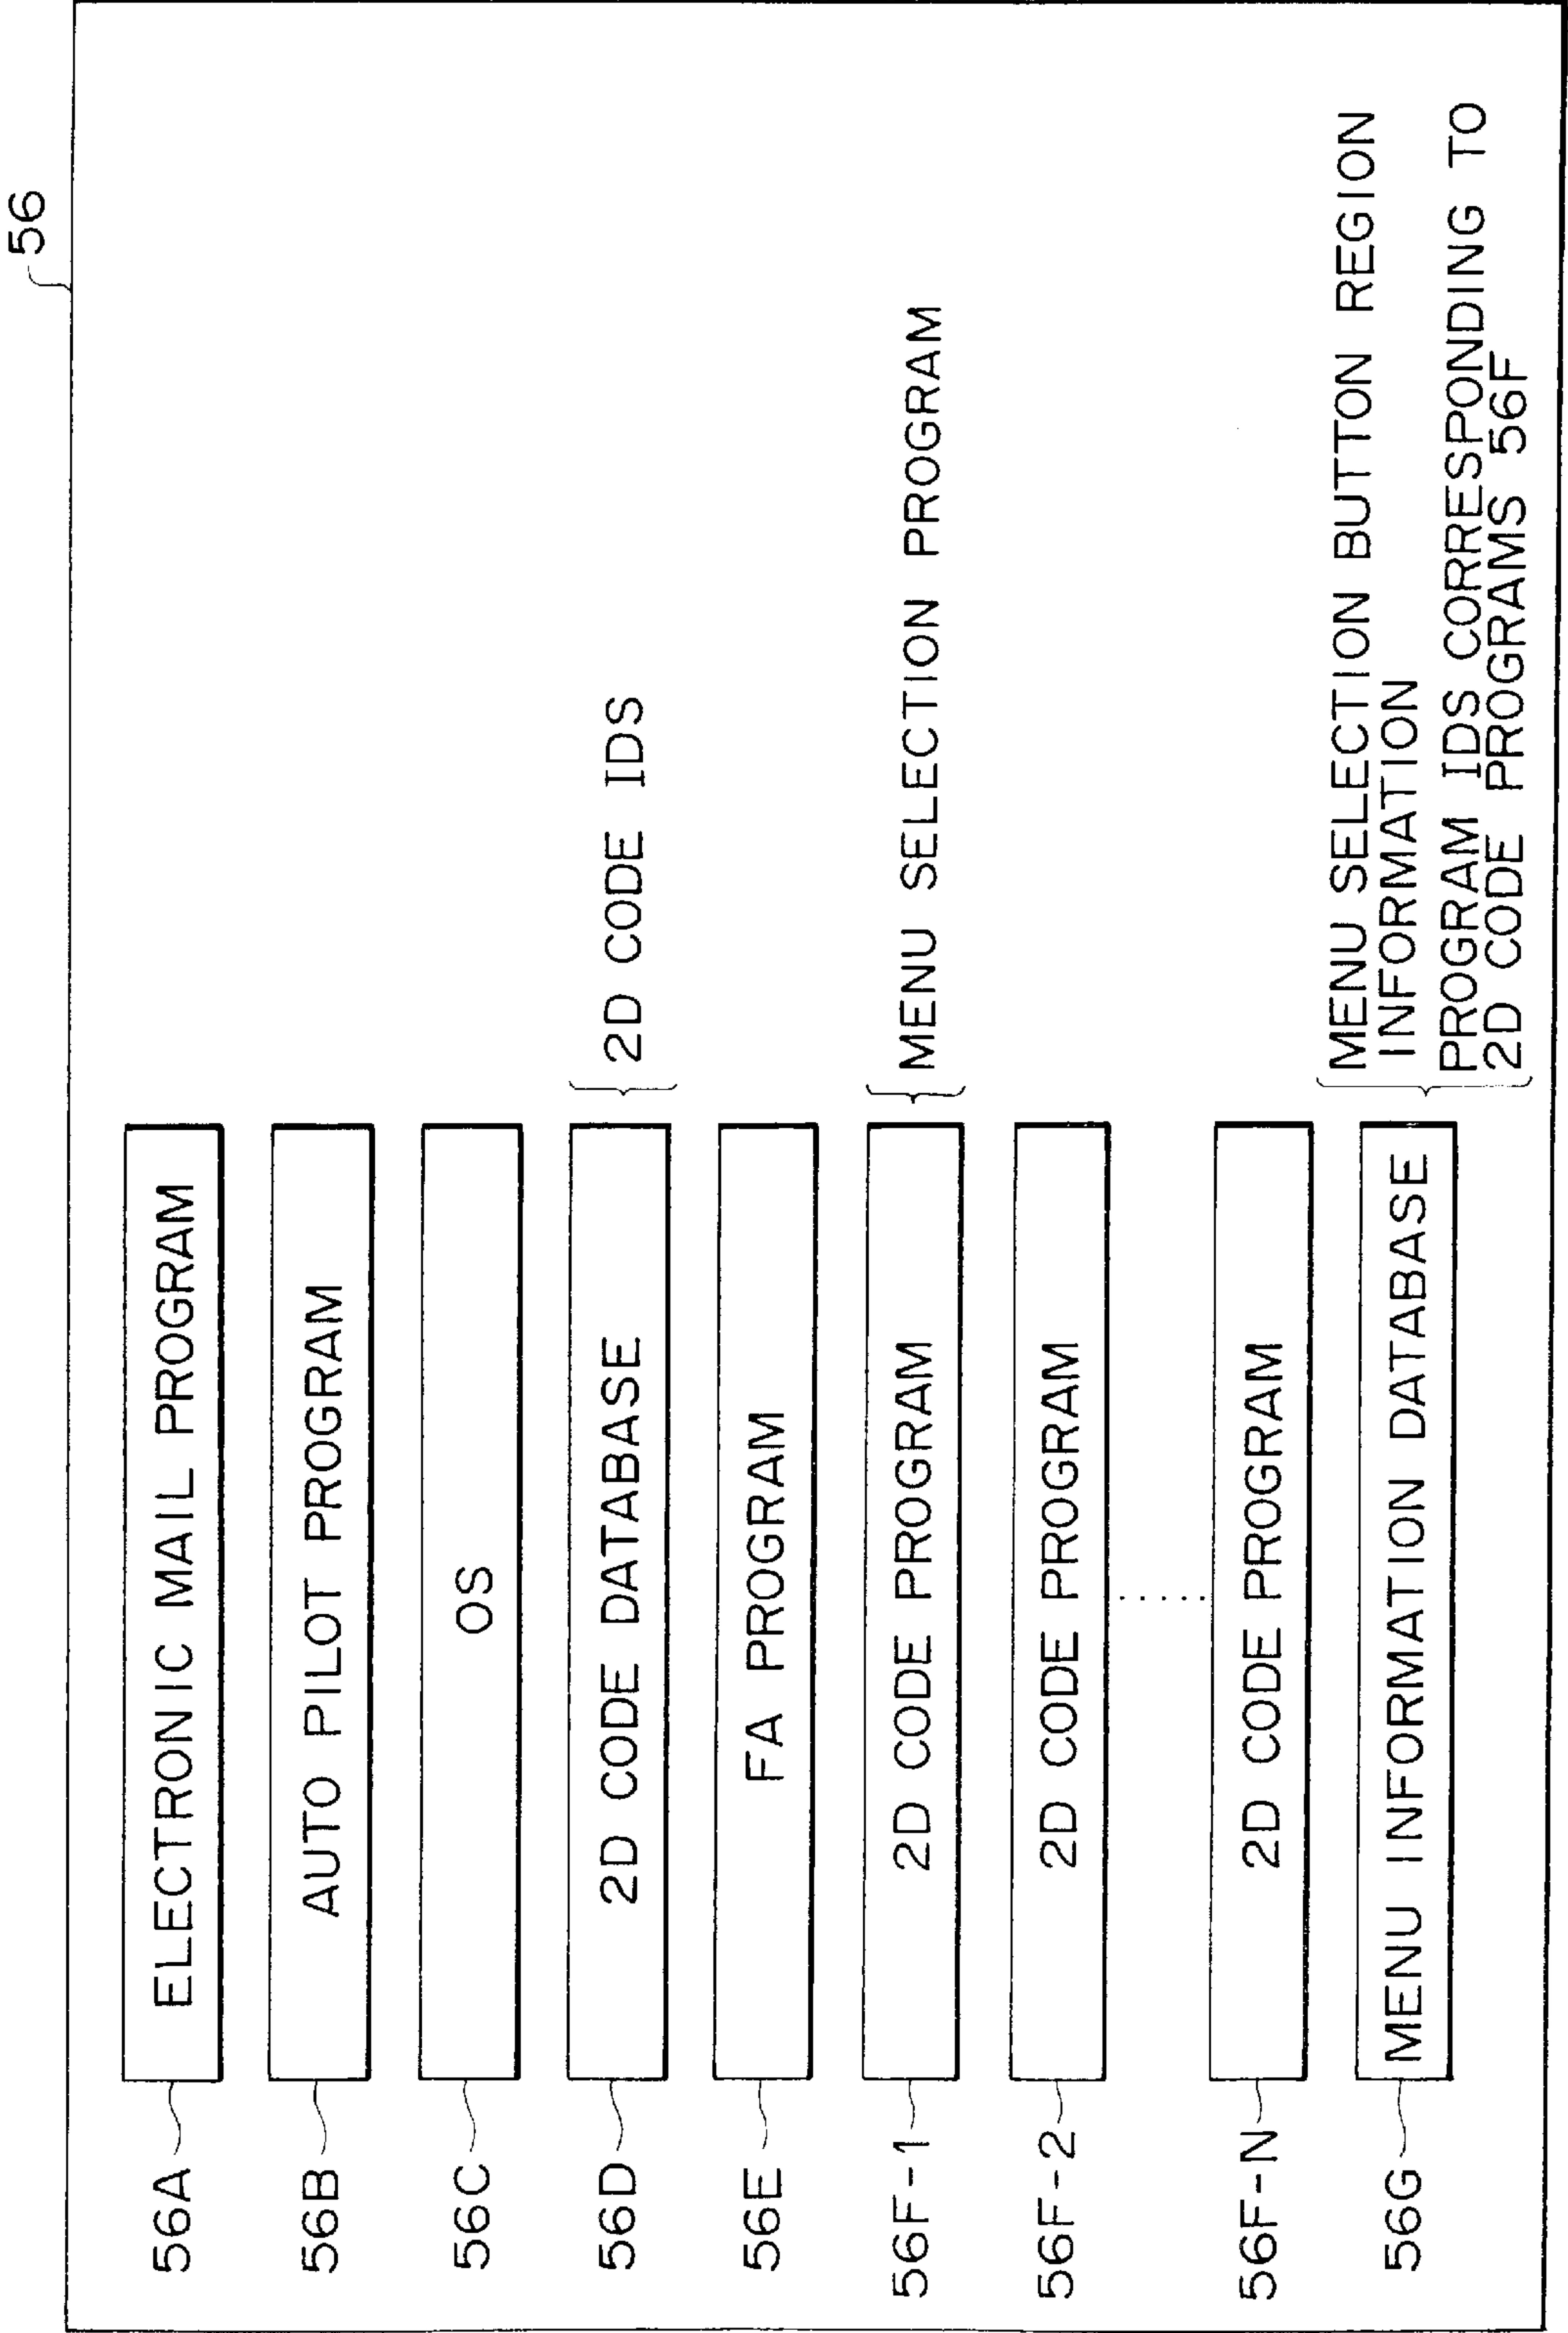 56
56A
ELECTRONIC MAIL PROGRAM
56B
AUTO PILOT PROGRAM
56C
OS
56D
2D CODE DATABASE
2D CODE IDS
56E
FA PROGRAM
56F-1
2D CODE PROGRAM
MENU SELECTION PROGRAM
56F-2
2D CODE PROGRAM
56F-N
2D CODE PROGRAM
56G
MENU INFORMATION DATABASE
MENU SELECTION BUTTON REGION
INFORMATION
PROGRAM IDS CORRESPONDING TO
2D CODE PROGRAMS 56F